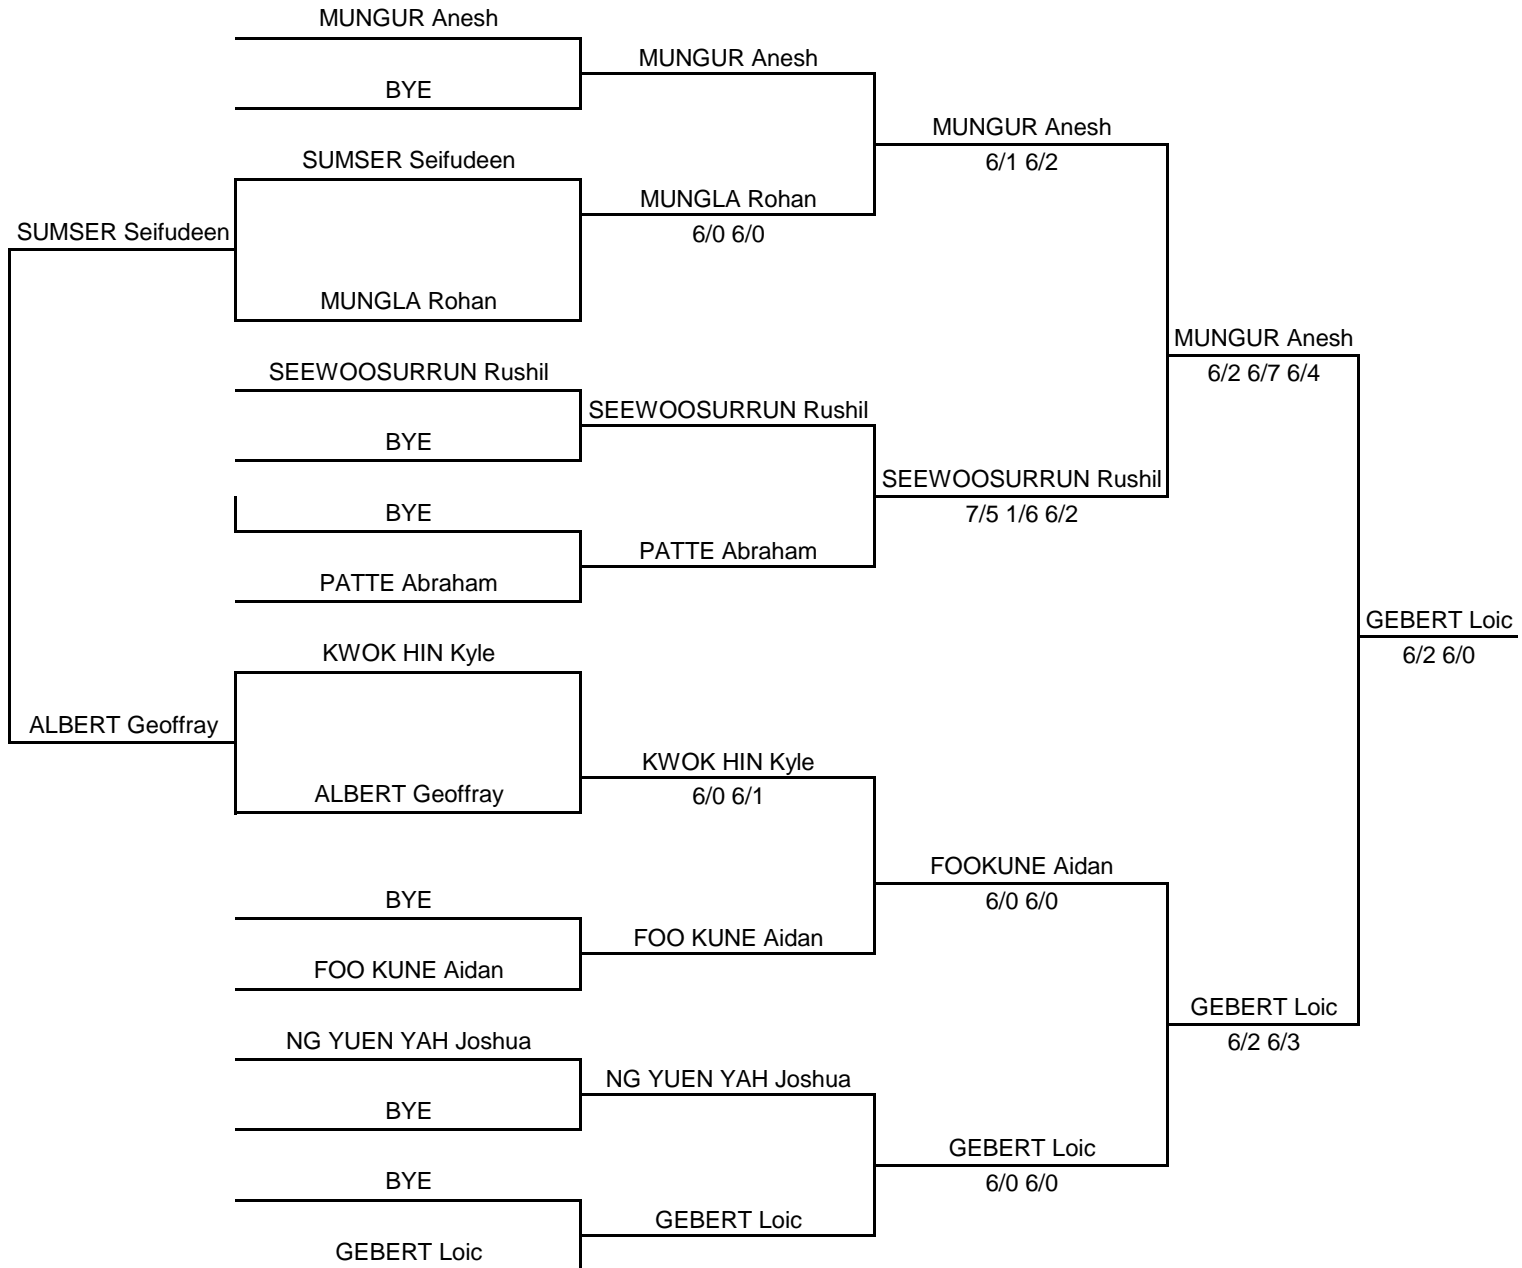 MUNGUR Anesh
MUNGUR Anesh
BYE
MUNGUR Anesh
6/1 6/2
SUMSER Seifudeen
MUNGLA Rohan
6/0 6/0
SUMSER Seifudeen
MUNGLA Rohan
MUNGUR Anesh
6/2 6/7 6/4
SEEWOOSURRUN Rushil
SEEWOOSURRUN Rushil
BYE
SEEWOOSURRUN Rushil
7/5 1/6 6/2
BYE
PATTE Abraham
PATTE Abraham
GEBERT Loic
6/2 6/0
KWOK HIN Kyle
ALBERT Geoffray
KWOK HIN Kyle
6/0 6/1
ALBERT Geoffray
FOOKUNE Aidan
6/0 6/0
BYE
FOO KUNE Aidan
FOO KUNE Aidan
GEBERT Loic
6/2 6/3
NG YUEN YAH Joshua
NG YUEN YAH Joshua
BYE
GEBERT Loic
6/0 6/0
BYE
GEBERT Loic
GEBERT Loic